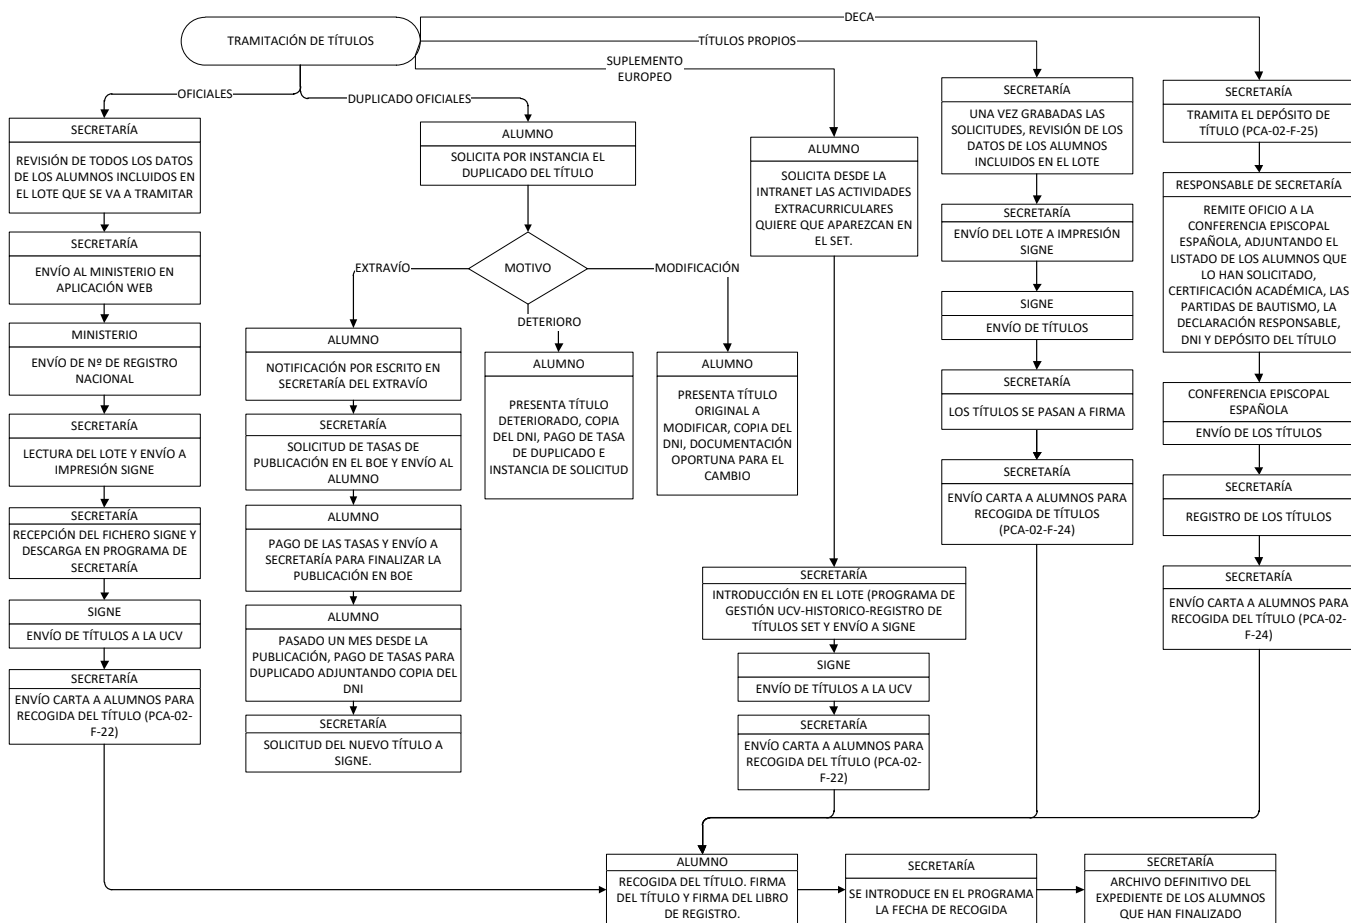 TRAMITACIÓN DE TÍTULOS
DECA
TÍTULOS PROPIOS
SUPLEMENTO
EUROPEO
OFICIALES
DUPLICADO OFICIALES
SECRETARÍA
REVISIÓN DE TODOS LOS DATOS
DE LOS ALUMNOS INCLUIDOS EN
EL LOTE QUE SE VA A TRAMITAR
SECRETARÍA
ENVÍO AL MINISTERIO EN
APLICACIÓN WEB
MINISTERIO
ENVÍO DE Nº DE REGISTRO
NACIONAL
SECRETARÍA
LECTURA DEL LOTE Y ENVÍO A
IMPRESIÓN SIGNE
SECRETARÍA
RECEPCIÓN DEL FICHERO SIGNE Y
DESCARGA EN PROGRAMA DE
SECRETARÍA
SIGNE
ENVÍO DE TÍTULOS A LA UCV
SECRETARÍA
ENVÍO CARTA A ALUMNOS PARA
RECOGIDA DEL TÍTULO (PCA-02-
F-22)
ALUMNO
SOLICITA POR INSTANCIA EL
DUPLICADO DEL TÍTULO
MOTIVO
EXTRAVÍO
MODIFICACIÓN
DETERIORO
ALUMNO
NOTIFICACIÓN POR ESCRITO EN
SECRETARÍA DEL EXTRAVÍO
SECRETARÍA
SOLICITUD DE TASAS DE
PUBLICACIÓN EN EL BOE Y ENVÍO AL
ALUMNO
ALUMNO
PAGO DE LAS TASAS Y ENVÍO A
SECRETARÍA PARA FINALIZAR LA
PUBLICACIÓN EN BOE
ALUMNO
PASADO UN MES DESDE LA
PUBLICACIÓN, PAGO DE TASAS PARA
DUPLICADO ADJUNTANDO COPIA DEL
DNI
SECRETARÍA
SOLICITUD DEL NUEVO TÍTULO A
SIGNE.
ALUMNO
PRESENTA TÍTULO
DETERIORADO, COPIA
DEL DNI, PAGO DE TASA
DE DUPLICADO E
INSTANCIA DE SOLICITUD
ALUMNO
PRESENTA TÍTULO
ORIGINAL A
MODIFICAR, COPIA DEL
DNI, DOCUMENTACIÓN
OPORTUNA PARA EL
CAMBIO
ALUMNO
SOLICITA DESDE LA
INTRANET LAS ACTIVIDADES
EXTRACURRICULARES
QUIERE QUE APAREZCAN EN
EL SET.
SECRETARÍA
INTRODUCCIÓN EN EL LOTE (PROGRAMA DE
GESTIÓN UCV-HISTORICO-REGISTRO DE
TÍTULOS SET Y ENVÍO A SIGNE
SIGNE
ENVÍO DE TÍTULOS A LA UCV
SECRETARÍA
ENVÍO CARTA A ALUMNOS PARA
RECOGIDA DEL TÍTULO (PCA-02-
F-22)
SECRETARÍA
UNA VEZ GRABADAS LAS
SOLICITUDES, REVISIÓN DE LOS
DATOS DE LOS ALUMNOS
INCLUIDOS EN EL LOTE
SECRETARÍA
ENVÍO DEL LOTE A IMPRESIÓN
SIGNE
SIGNE
ENVÍO DE TÍTULOS
SECRETARÍA
LOS TÍTULOS SE PASAN A FIRMA
SECRETARÍA
ENVÍO CARTA A ALUMNOS PARA
RECOGIDA DE TÍTULOS
(PCA-02-F-24)
SECRETARÍA
TRAMITA EL DEPÓSITO DE
TÍTULO (PCA-02-F-25)
RESPONSABLE DE SECRETARÍA
REMITE OFICIO A LA
CONFERENCIA EPISCOPAL
ESPAÑOLA, ADJUNTANDO EL
LISTADO DE LOS ALUMNOS QUE
LO HAN SOLICITADO,
CERTIFICACIÓN ACADÉMICA, LAS
PARTIDAS DE BAUTISMO, LA
DECLARACIÓN RESPONSABLE,
DNI Y DEPÓSITO DEL TÍTULO
CONFERENCIA EPISCOPAL
ESPAÑOLA
ENVÍO DE LOS TÍTULOS
SECRETARÍA
REGISTRO DE LOS TÍTULOS
SECRETARÍA
ENVÍO CARTA A ALUMNOS PARA
RECOGIDA DEL TÍTULO (PCA-02-
F-24)
ALUMNO
RECOGIDA DEL TÍTULO. FIRMA
DEL TÍTULO Y FIRMA DEL LIBRO
DE REGISTRO.
SECRETARÍA
SE INTRODUCE EN EL PROGRAMA
LA FECHA DE RECOGIDA
SECRETARÍA
ARCHIVO DEFINITIVO DEL
EXPEDIENTE DE LOS ALUMNOS
QUE HAN FINALIZADO